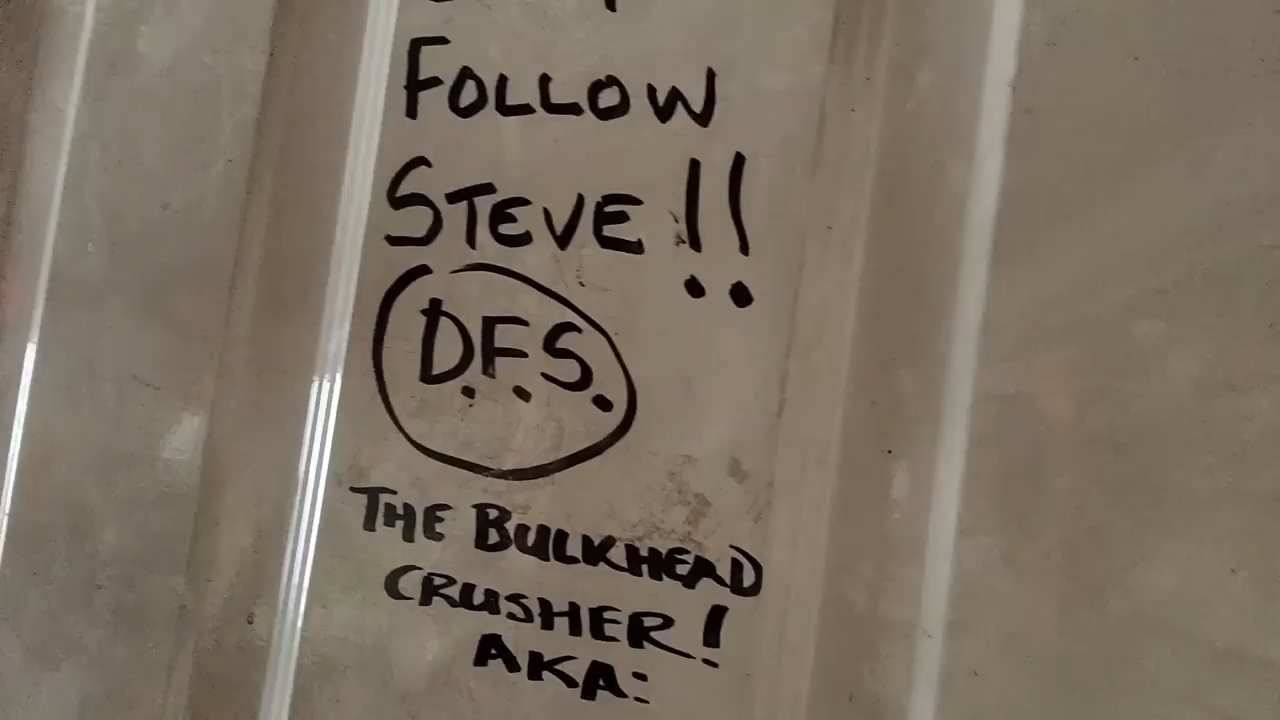 FOLLOW
STEVE!!
D.F.S.
THE BULKHEAD
CRUSHER!
AKA: